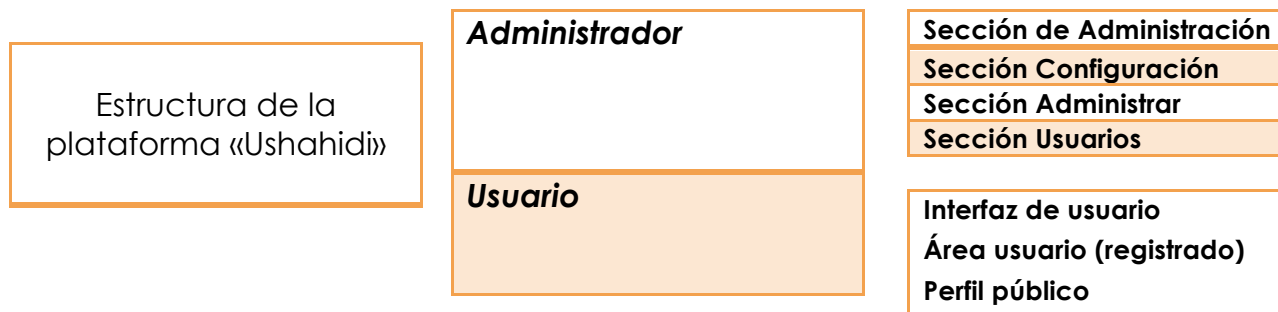 Estructura de la
plataforma «Ushahidi»
Administrador
Usuario
Sección de Administración
Sección Configuración
Sección Administrar
Sección Usuarios
Interfaz de usuario
Área usuario (registrado)
Perfil público